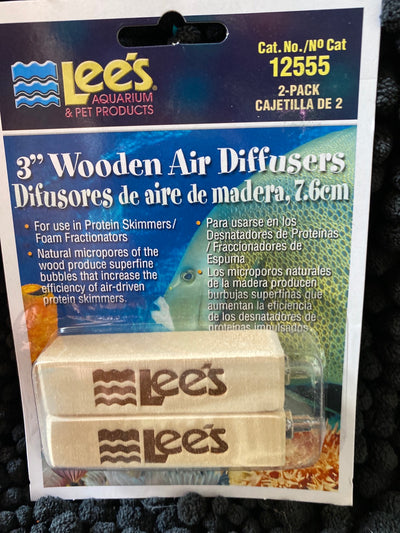 Lee's®
AQUARIUM
& PET PRODUCTS
Cat. No./Nº Cat
12555
2-PACK
CAJETILLA DE 2
3” Wooden Air Diffusers
Difusores de aire de madera, 7.6cm
• For use in Protein Skimmers/
Foam Fractionators
• Natural micropores of the
wood produce superfine
bubbles that increase the
efficiency of air-driven
protein skimmers.
• Para usarse en los
Desnatadores de Proteinas
/Fraccionadores de
Espuma
• Los microporos naturales
de la madera producen
burbujas superfinas que
aumentan la eficiencia
de los desnatadores de
proteinas impulsados
Lee's
Lee's